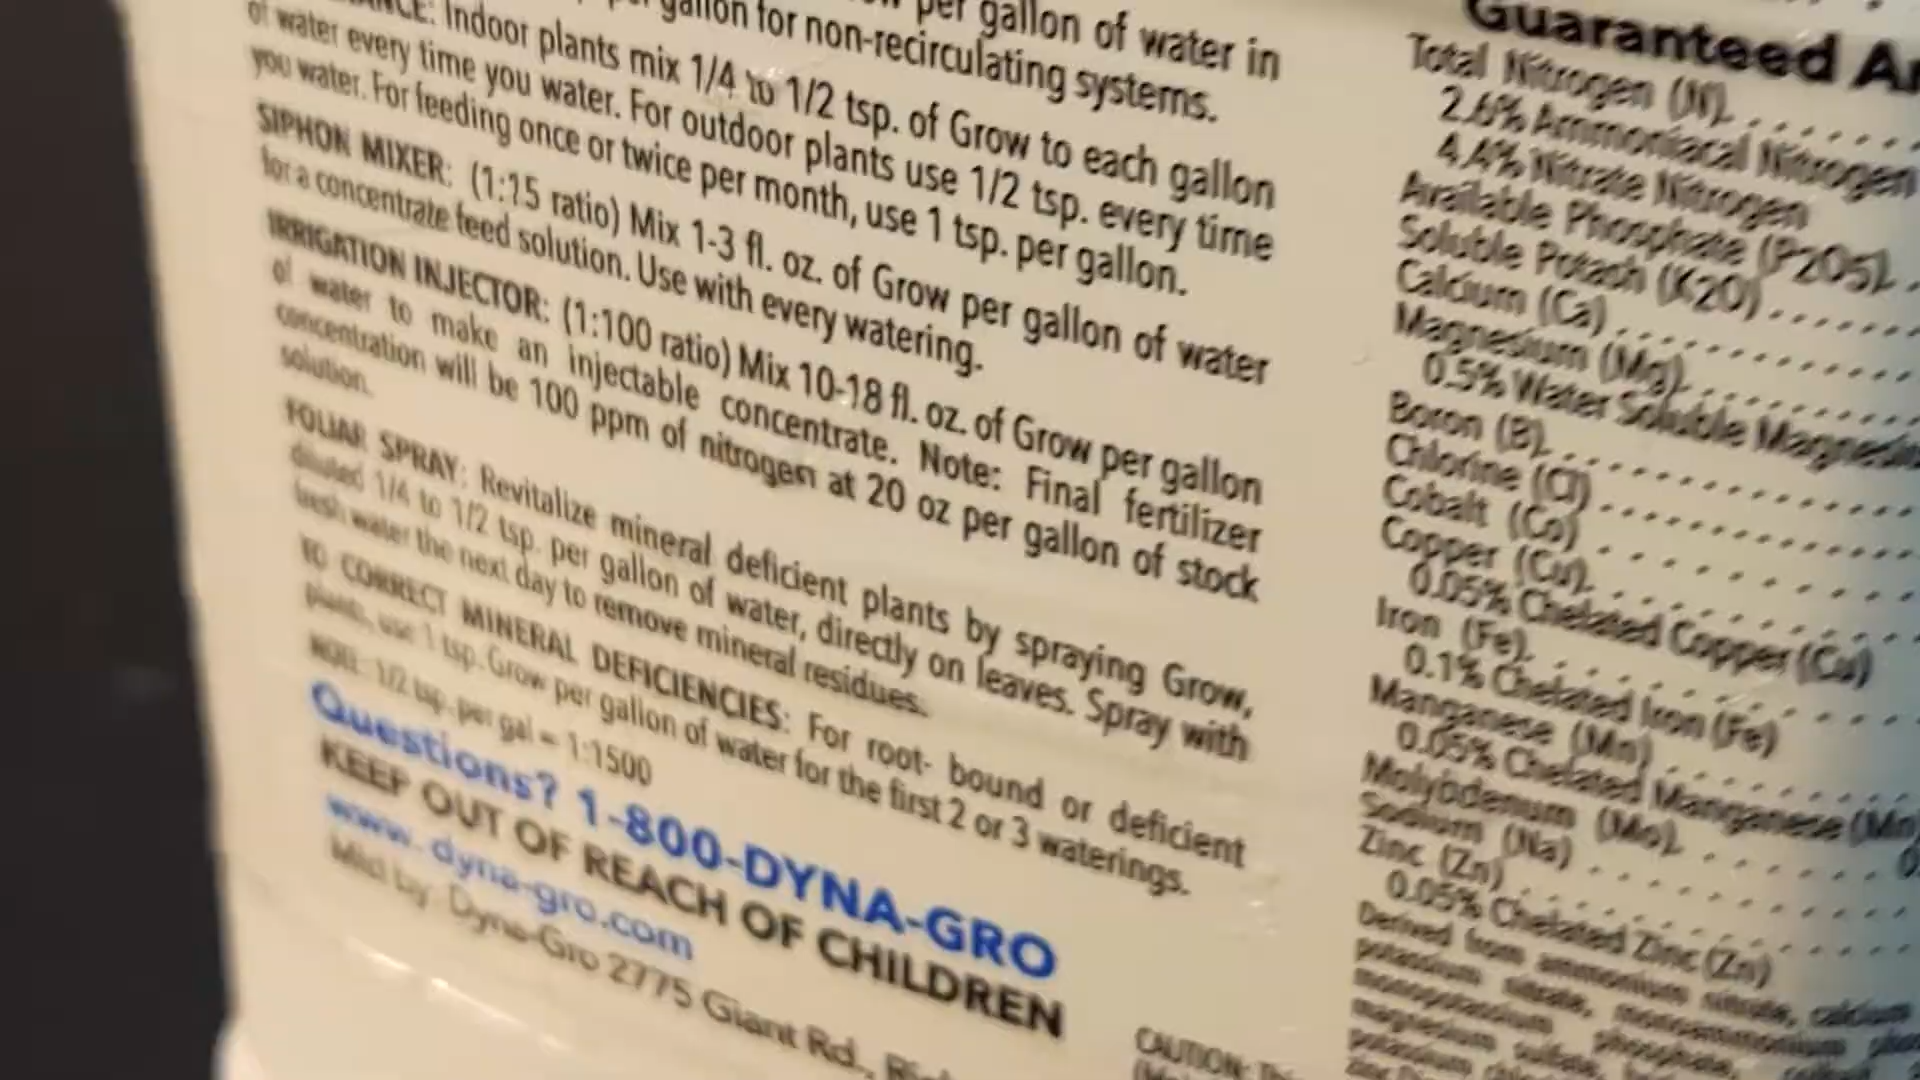 per gallon of water in
gallon for non-recirculating systems.
Indoor plants mix 1/4 to 1/2 tsp. of Grow to each gallon
of water every time you water. For outdoor plants use 1/2 tsp. every time
you water. For feeding once or twice per month, use 1 tsp. per gallon.
SIPHON MIXER: (1:15 ratio) Mix 1-3 fl. oz. of Grow per gallon of water
for a concentrate feed solution. Use with every watering.
IRRIGATION INJECTOR: (1:100 ratio) Mix 10-18 fl. oz. of Grow per gallon
of water to make an injectable concentrate. Note: Final fertilizer
concentration will be 100 ppm of nitrogen at 20 oz per gallon of stock
solution.
FOLIAR SPRAY: Revitalize mineral deficient plants by spraying Grow,
diluted 1/4 to 1/2 tsp. per gallon of water, directly on leaves. Spray with
fresh water the next day to remove mineral residues.
TO CORRECT MINERAL DEFICIENCIES: For root- bound or deficient
plants, use 1 tsp. Grow per gallon of water for the first 2 or 3 waterings.
NOTE: 1/2 tsp. per gal = 1:1500
Questions? 1-800-DYNA-GRO
KEEP OUT OF REACH OF CHILDREN
www.dyna-gro.com
Mfd by: Dyna-Gro 2775 Giant Rd.,
Guaranteed
Total Nitrogen (N)
2.6% Ammoniacal Nitrogen
4.4% Nitrate Nitrogen
Available Phosphate (P2O5)
Soluble Potash (K2O)
Calcium (Ca)
Magnesium (Mg)
0.5% Water Soluble
Boron (B)
Chlorine (Cl)
Cobalt (Co)
Copper (Cu)
0.05% Chelated Copper (Cu)
Iron (Fe)
0.1% Chelated Iron (Fe)
Manganese (Mn)
0.05% Chelated Manganese (Mn)
Molybdenum (Mo)
Sodium (Na)
Zinc (Zn)
0.05% Chelated Zinc (Zn)
Derived from ammonium nitrate, calcium
potassium nitrate, monoammonium
monopotassium phosphate,
magnesium sulfate,
potassium
CAUTION: